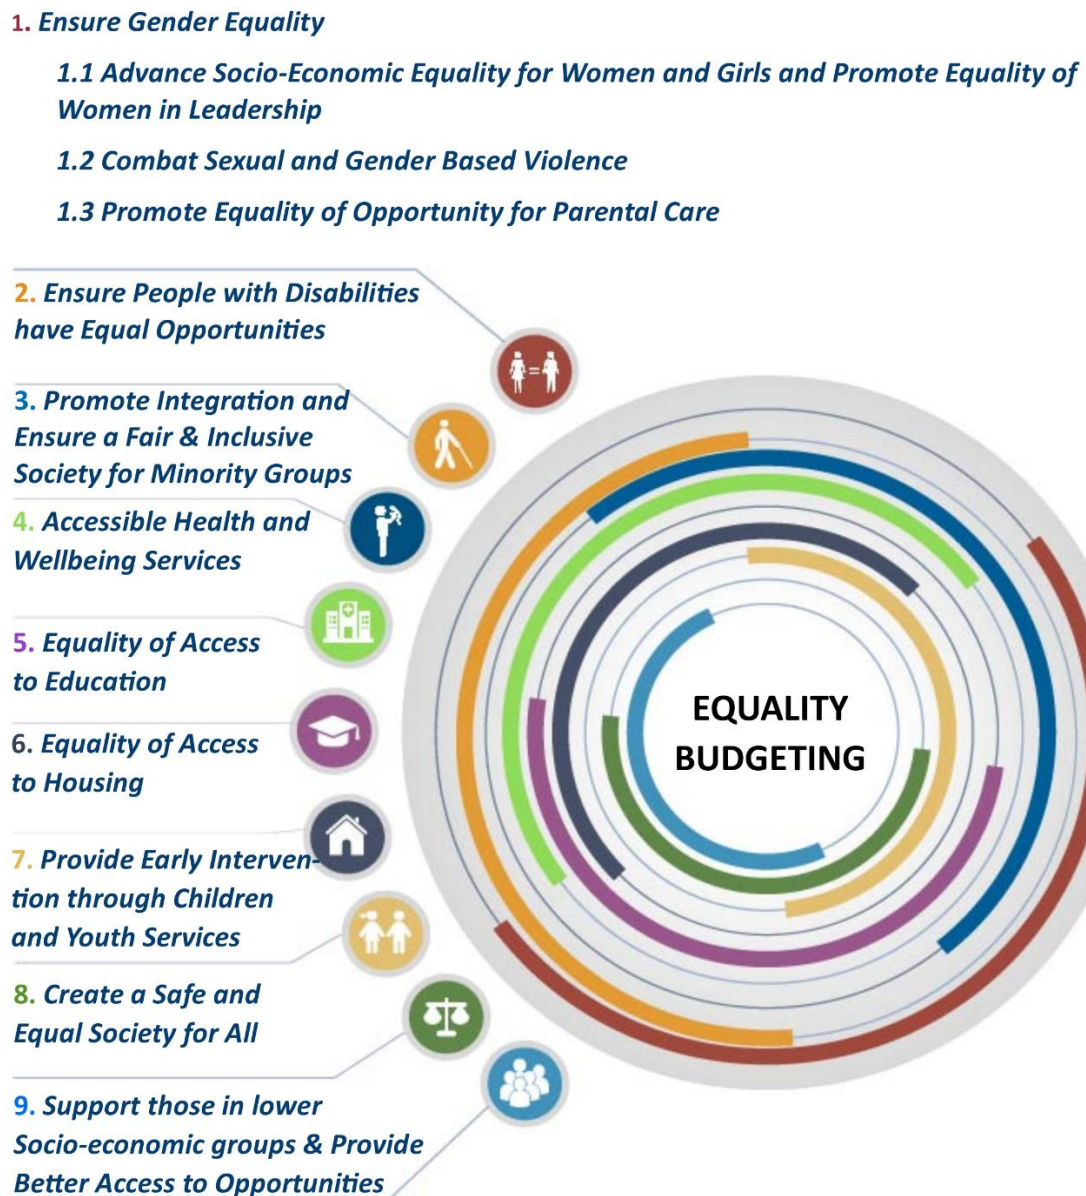 1. Ensure Gender Equality
1.1 Advance Socio-Economic Equality for Women and Girls and Promote Equality of
Women in Leadership
1.2 Combat Sexual and Gender Based Violence
1.3 Promote Equality of Opportunity for Parental Care
2. Ensure People with Disabilities
have Equal Opportunities
3. Promote Integration and
Ensure a Fair & Inclusive
Society for Minority Groups
4. Accessible Health and
Wellbeing Services
5. Equality of Access
to Education
6. Equality of Access
to Housing
7. Provide Early Interven-
tion through Children
and Youth Services
8. Create a Safe and
Equal Society for All
9. Support those in lower
Socio-economic groups & Provide
Better Access to Opportunities
EQUALITY
BUDGETING